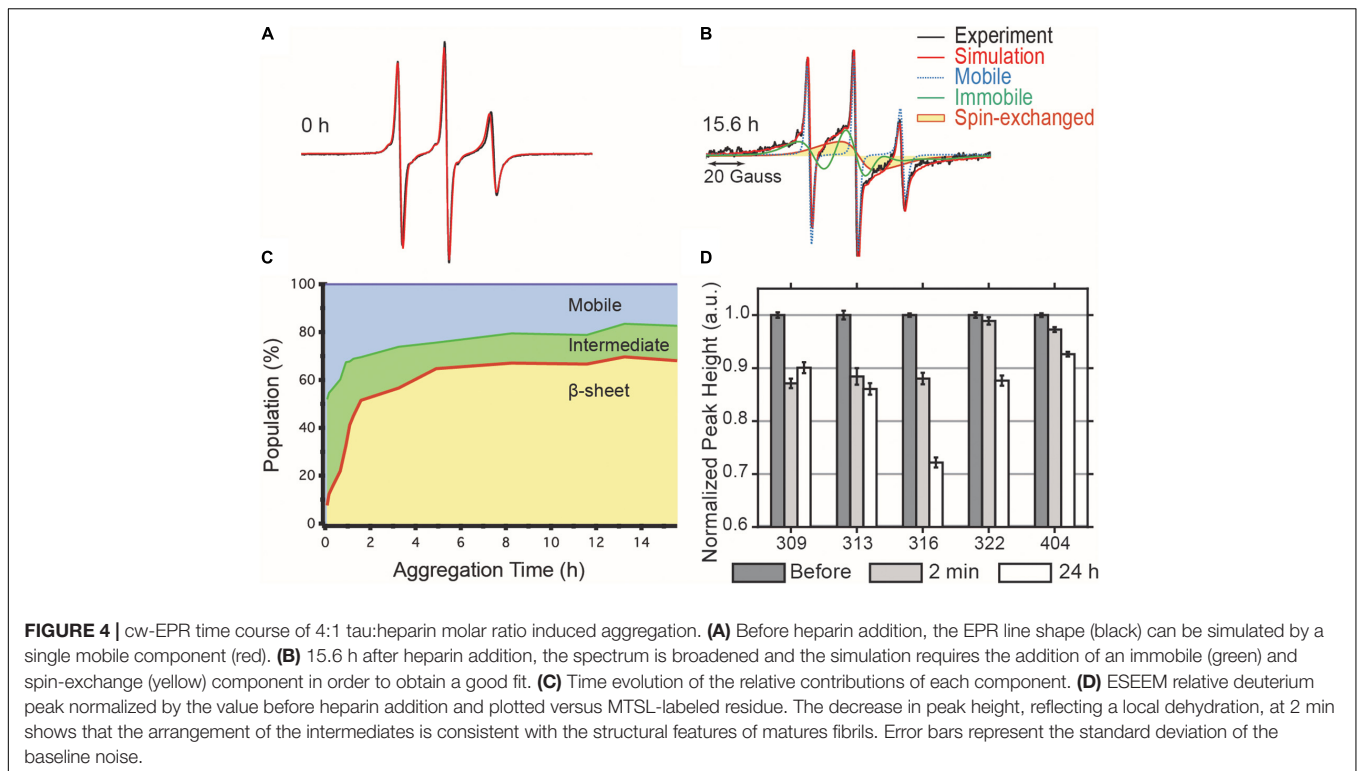 A
0 h
B
Experiment
Simulation
Mobile
Immobile
Spin-exchanged
15.6 h
20 Gauss
C
Population (%)
100
80
60
40
20
0
Mobile
Intermediate
β-sheet
0 2 4 6 8 10 12 14
Aggregation Time (h)
D
Normalized Peak Height (a.u.)
1.0
0.9
0.8
0.7
0.6
309 313 316 322 404
Before 2 min 24 h
FIGURE 4 | cw-EPR time course of 4:1 tau:heparin molar ratio induced aggregation. (A) Before heparin addition, the EPR line shape (black) can be simulated by a
single mobile component (red). (B) 15.6 h after heparin addition, the spectrum is broadened and the simulation requires the addition of an immobile (green) and
spin-exchange (yellow) component in order to obtain a good fit. (C) Time evolution of the relative contributions of each component. (D) ESEEM relative deuterium
peak normalized by the value before heparin addition and plotted versus MTSL-labeled residue. The decrease in peak height, reflecting a local dehydration, at 2 min
shows that the arrangement of the intermediates is consistent with the structural features of matures fibrils. Error bars represent the standard deviation of the
baseline noise.